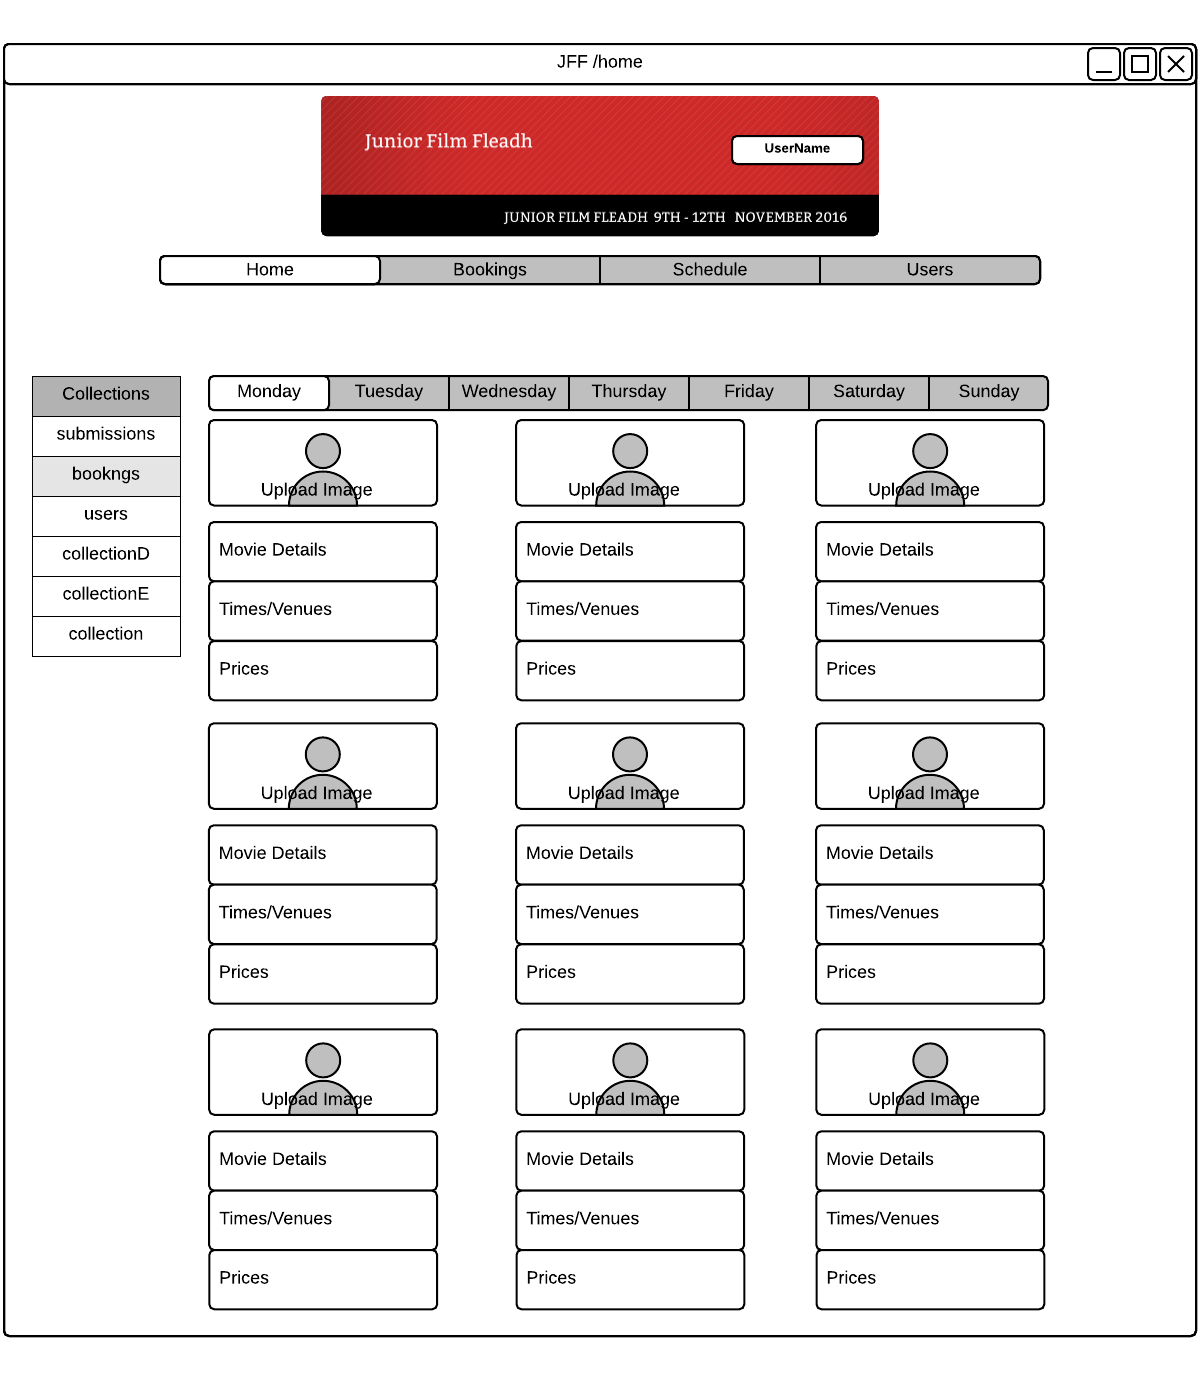 JFF /home
Junior Film Fleadh
UserName
JUNIOR FILM FLEADH 9TH - 12TH NOVEMBER 2016
Home Bookings Schedule Users
Collections
submissions
bookngs
users
collectionD
collectionE
collection
Monday Tuesday Wednesday Thursday Friday Saturday Sunday
Upload Image Upload Image Upload Image
Movie Details Movie Details Movie Details
Times/Venues Times/Venues Times/Venues
Prices Prices Prices
Upload Image Upload Image Upload Image
Movie Details Movie Details Movie Details
Times/Venues Times/Venues Times/Venues
Prices Prices Prices
Upload Image Upload Image Upload Image
Movie Details Movie Details Movie Details
Times/Venues Times/Venues Times/Venues
Prices Prices Prices